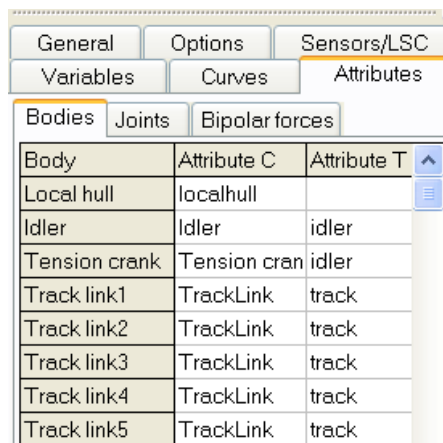 General Options Sensors/LSC
Variables Curves Attributes
Bodies Joints Bipolar forces
Body Attribute C Attribute T
Local hull localhull
Idler Idler idler
Tension crank Tension cran idler
Track link1 TrackLink track
Track link2 TrackLink track
Track link3 TrackLink track
Track link4 TrackLink track
Track link5 TrackLink track